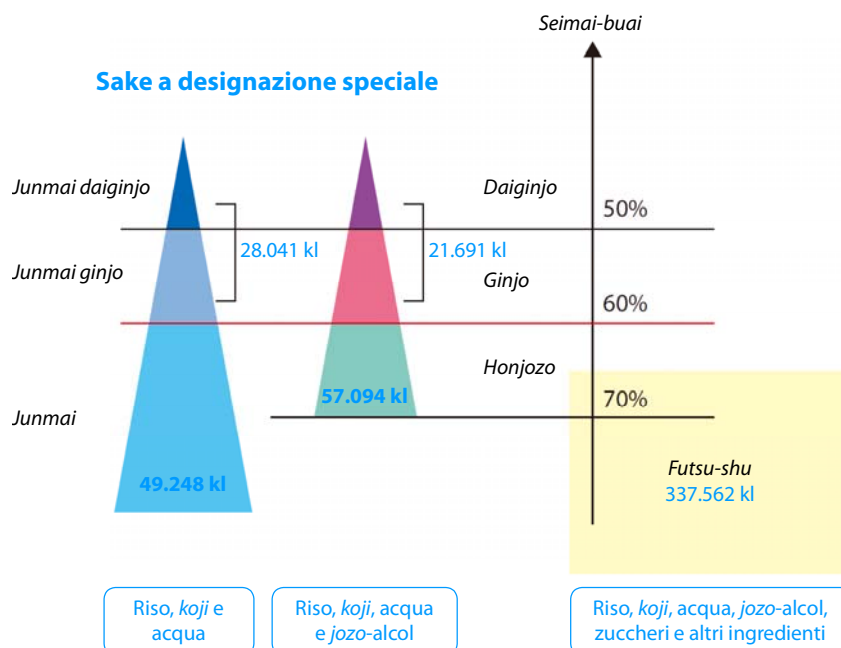 Seimai-buai
Sake a designazione speciale
Junmai daiginjo
Daiginjo
50%
28.041 kl
21.691 kl
Junmai ginjo
Ginjo
60%
Honjozo
57.094 kl
70%
Junmai
Futsu-shu
49.248 kl
337.562 kl
Riso, koji e
acqua
Riso, koji, acqua
e jozo-alcol
Riso, koji, acqua, jozo-alcol,
zuccheri e altri ingredienti